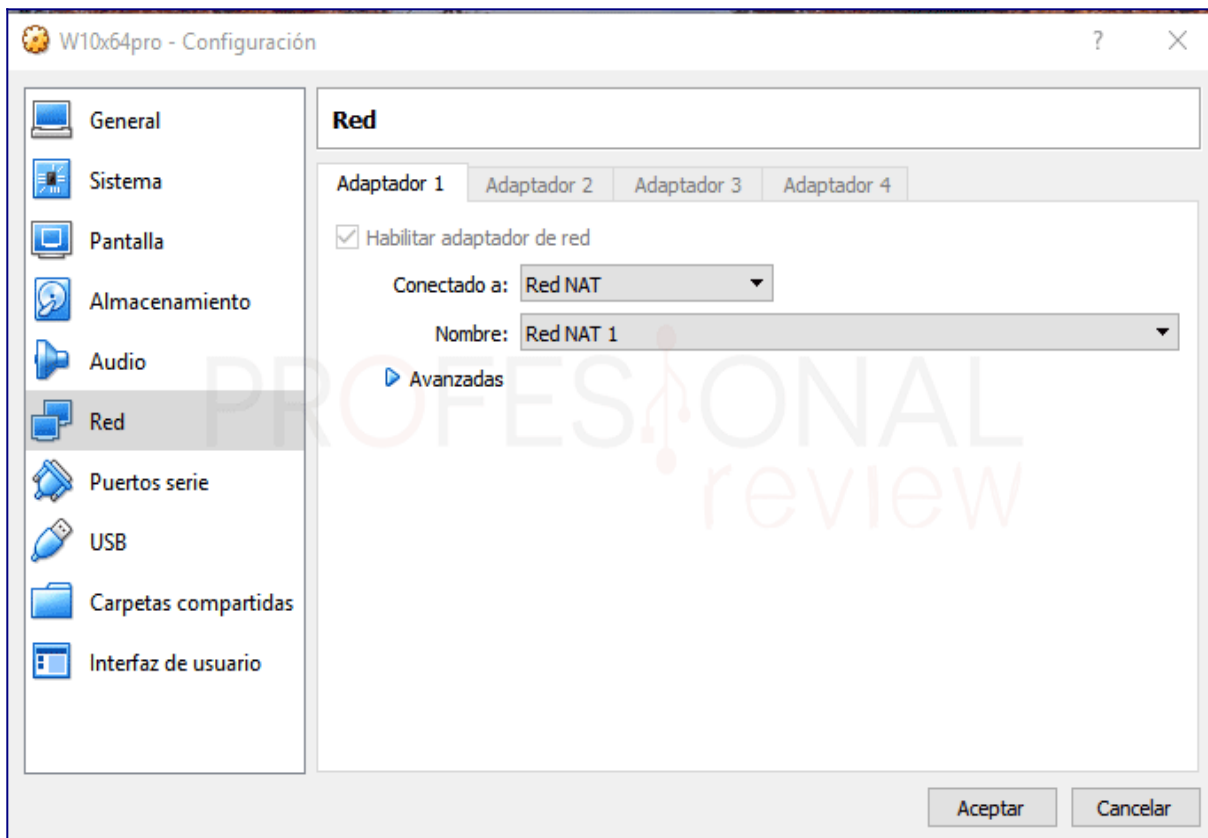 W10x64pro - Configuración
?
General
Sistema
Pantalla
Almacenamiento
Audio
Red
Puertos serie
USB
Carpetas compartidas
Interfaz de usuario
Red
Adaptador 1 Adaptador 2 Adaptador 3 Adaptador 4
Habilitar adaptador de red
Conectado a: Red NAT
Nombre: Red NAT 1
Avanzadas
PROFESIONAL
review
Aceptar Cancelar